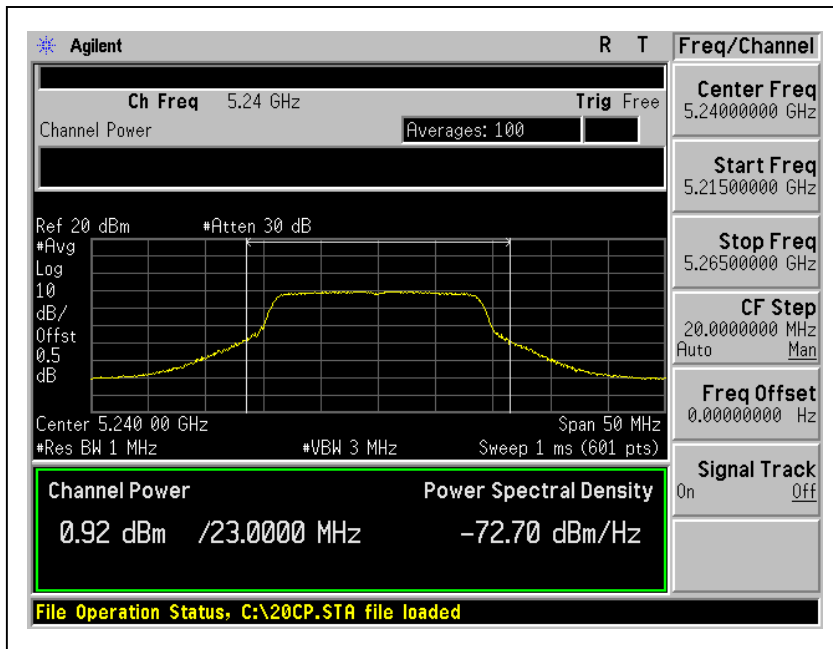 Agilent R T Freq/Channel
Ch Freq 5.24 GHz Trig Free
Channel Power Averages: 100
Ref 20 dBm #Atten 30 dB
#Avg
Log
10
dB/
Offst
0.5
dB
Center 5.240 00 GHz Span 50 MHz
#Res BW 1 MHz #VBW 3 MHz Sweep 1 ms (601 pts)
Channel Power Power Spectral Density
0.92 dBm /23.0000 MHz -72.70 dBm/Hz
File Operation Status, C:\20CP.STA file loaded
Center Freq
5.24000000 GHz
Start Freq
5.21500000 GHz
Stop Freq
5.26500000 GHz
CF Step
20.0000000 MHz
Auto Man
Freq Offset
0.00000000 Hz
Signal Track
On Off